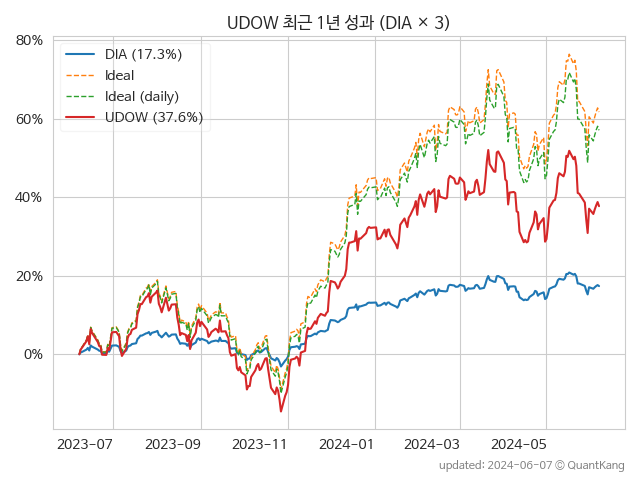 UDOW 최근 1년 성과 (DIA × 3)
80%
60%
40%
20%
0%
DIA (17.3%)
Ideal
Ideal (daily)
UDOW (37.6%)
2023-07
2023-09
2023-11
2024-01
2024-03
2024-05
updated: 2024-06-07 © QuantKang